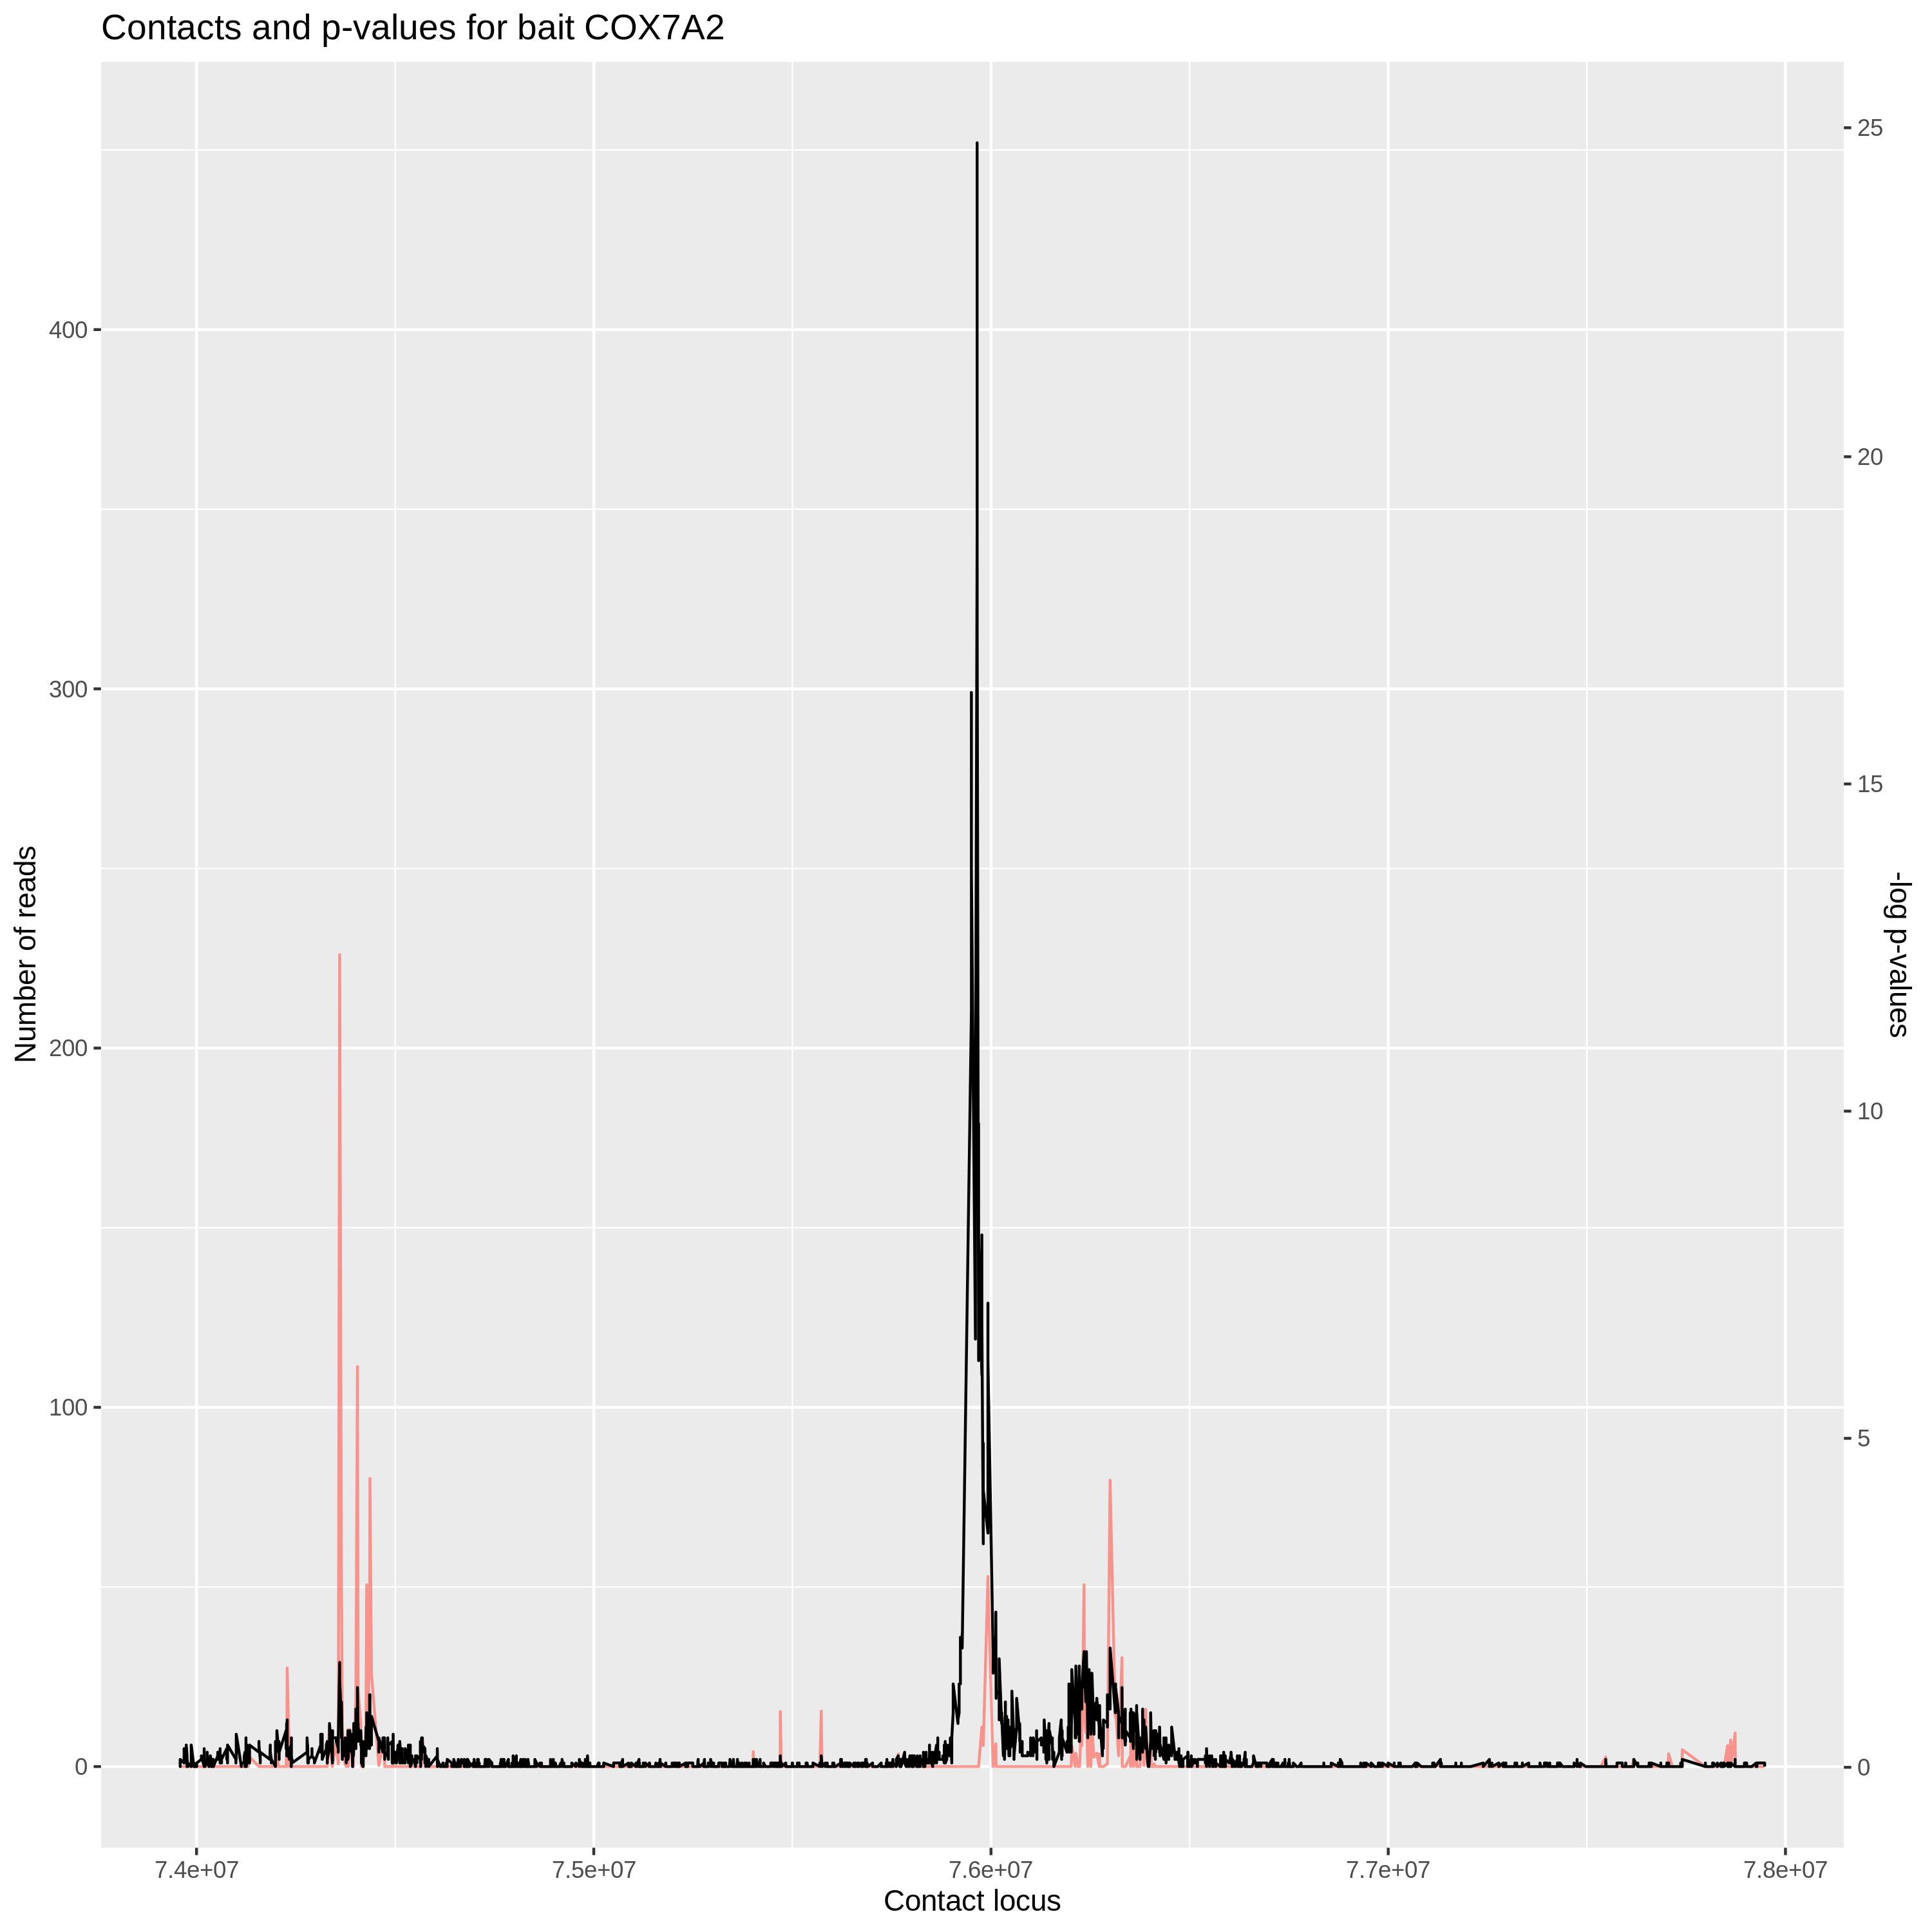 Contacts and p-values for bait COX7A2
400
300
200
100
0
Number of reads
25
20
15
10
5
0
-log p-values
7.4e+07 7.5e+07 7.6e+07 7.7e+07 7.8e+07
Contact locus